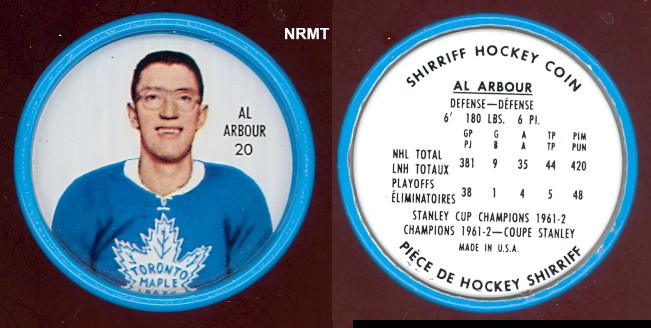 NRMT
AL
ARBOUR
20
TORONTO
MAPLE
SHIRRIFF HOCKEY COIN
AL ARBOUR
DEFENSE—DÉFENSE
6' 180 LBS. 6 PI.
GP G A TP PIM
PJ B A TP PUN
NHL TOTAL
LNH TOTAUX 381 9 35 44 420
PLAYOFFS
ÉLIMINATOIRES 38 1 4 5 48
STANLEY CUP CHAMPIONS 1961-2
CHAMPIONS 1961-2—COUPE STANLEY
MADE IN U.S.A.
PIÈCE DE HOCKEY SHIRRIFF